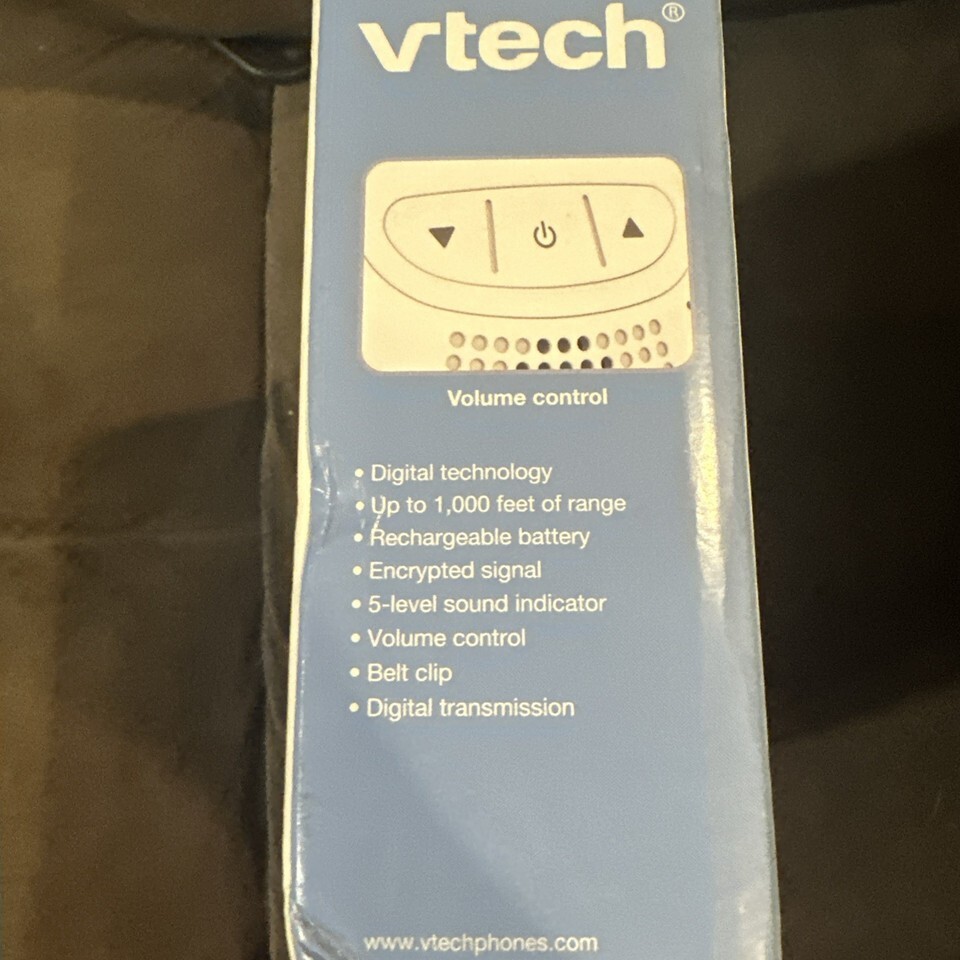 vtech®
Volume control
• Digital technology
• Up to 1,000 feet of range
• Rechargeable battery
• Encrypted signal
• 5-level sound indicator
• Volume control
• Belt clip
• Digital transmission
www.vtechphones.com